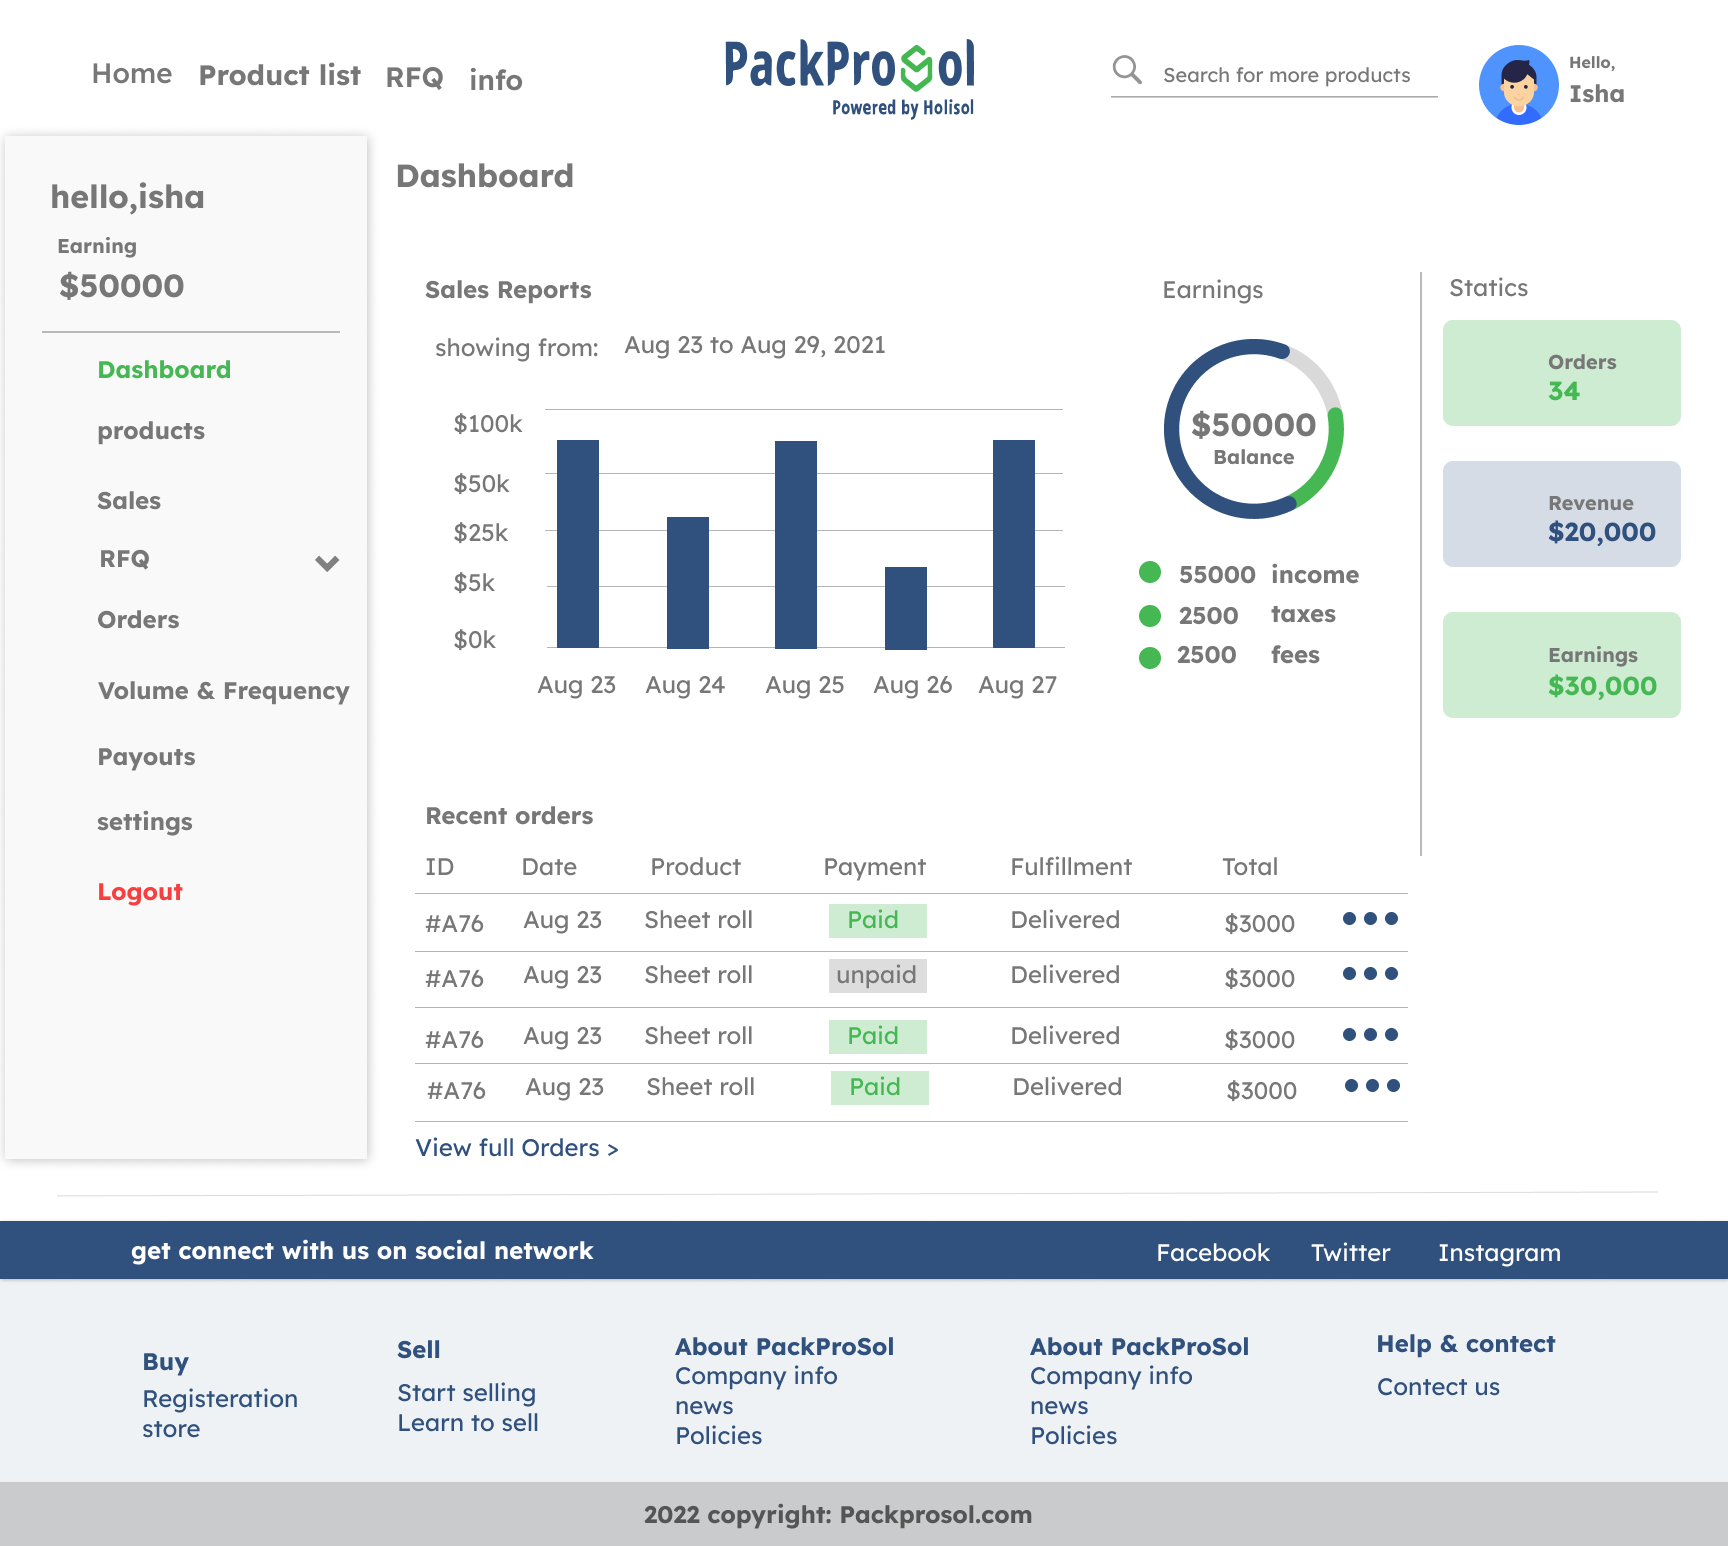 Home Product list RFQ info
PackProSol
Powered by Holisol
Search for more products
Hello,
Isha
hello,isha
Earning
$50000
Dashboard
products
Sales
RFQ
Orders
Volume & Frequency
Payouts
settings
Logout
Dashboard
Sales Reports
showing from: Aug 23 to Aug 29, 2021
$100k
$50k
$25k
$5k
$0k
Aug 23 Aug 24 Aug 25 Aug 26 Aug 27
Earnings
$50000
Balance
55000 income
2500 taxes
2500 fees
Statics
Orders
34
Revenue
$20,000
Earnings
$30,000
Recent orders
ID Date Product Payment Fulfillment Total
#A76 Aug 23 Sheet roll Paid Delivered $3000
#A76 Aug 23 Sheet roll unpaid Delivered $3000
#A76 Aug 23 Sheet roll Paid Delivered $3000
#A76 Aug 23 Sheet roll Paid Delivered $3000
View full Orders >
get connect with us on social network
Facebook Twitter Instagram
Buy
Registeration
store
Sell
Start selling
Learn to sell
About PackProSol
Company info
news
Policies
About PackProSol
Company info
news
Policies
Help & contect
Contect us
2022 copyright: Packprosol.com